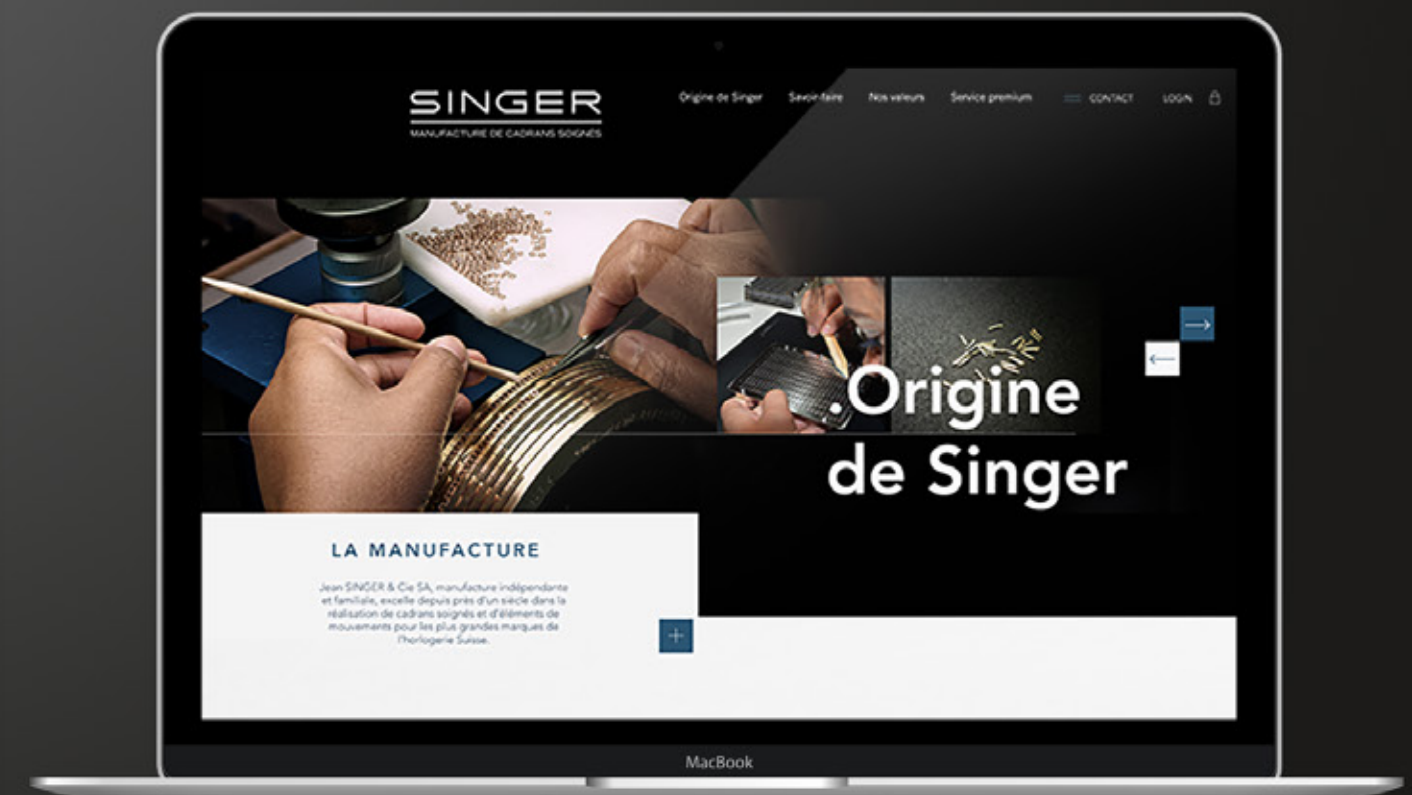 SINGER
MANUFACTURE DE CADRANS SOIGNÉS
Origine de Singer
Savoir-faire
Nos valeurs
Service premium
CONTACT
LOGIN
.Origine
de Singer
LA MANUFACTURE
Jean SINGER & Cie SA, manufacture indépendante
et familiale, excelle depuis près d'un siècle dans la
réalisation de cadrans soignés et d'éléments de
mouvements pour les plus grandes marques de
l'horlogerie Suisse.
MacBook